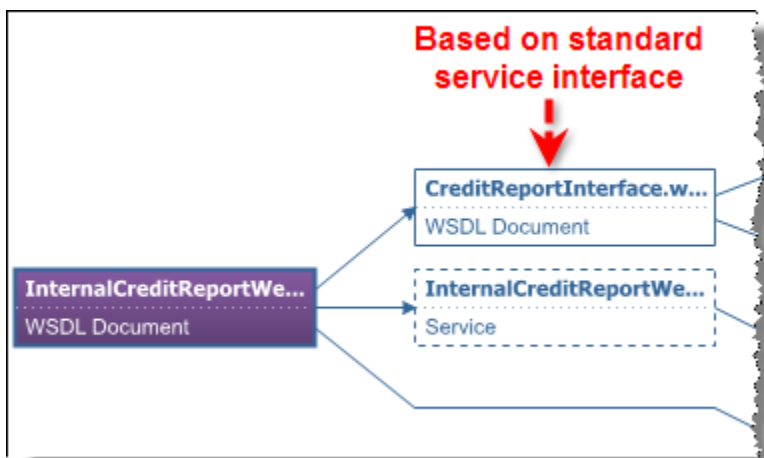 Based on standard
service interface
CreditReportInterface.w...
WSDL Document
InternalCreditReportWe...
WSDL Document
InternalCreditReportWe...
Service